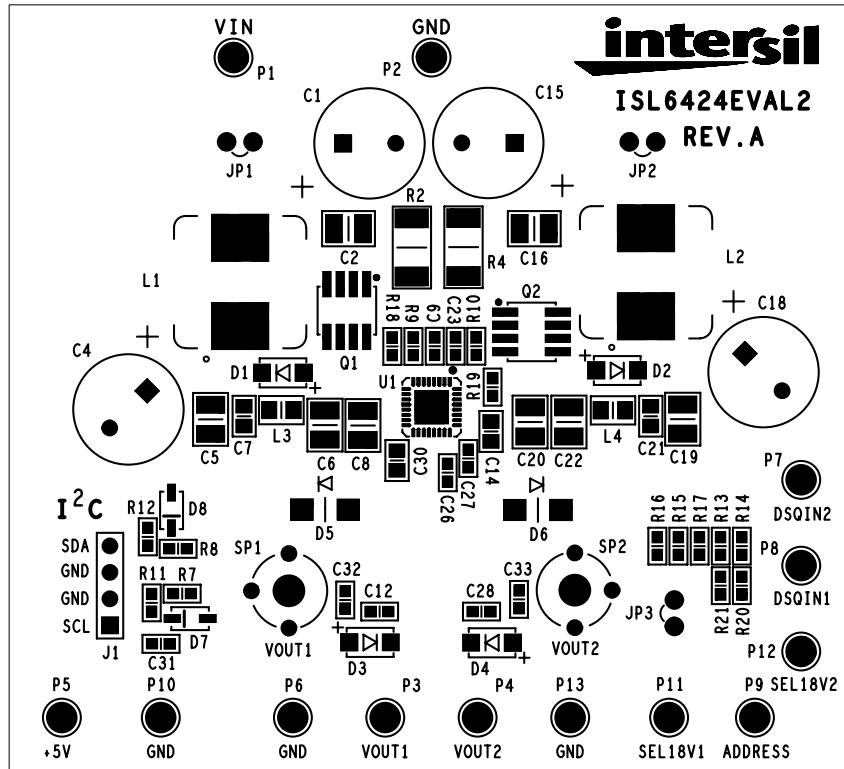 VIN
GND
P1
P2
intersil
ISL6424EVAL2
REV.A
C1
C15
JP1
JP2
R2
R4
C2
C16
L1
L2
Q1
Q2
R18
R9
C9
C23
R10
C4
C18
D1
U1
R19
D2
C5
C7
L3
C6
C8
C30
C14
C27
C26
C20
C22
L4
C21
C19
P7
DSQIN2
I²C
R12
D8
R8
D5
D6
R16
R15
R17
R13
R14
SDA
GND
GND
SCL
J1
R11
R7
D7
C31
SP1
C32
C12
VOUT1
D3
C28
C33
SP2
VOUT2
D4
JP3
R21
R20
P8
DSQIN1
P12
SEL18V2
P5
+5V
P10
GND
P6
GND
P3
VOUT1
P4
VOUT2
P13
GND
P11
SEL18V1
P9
ADDRESS